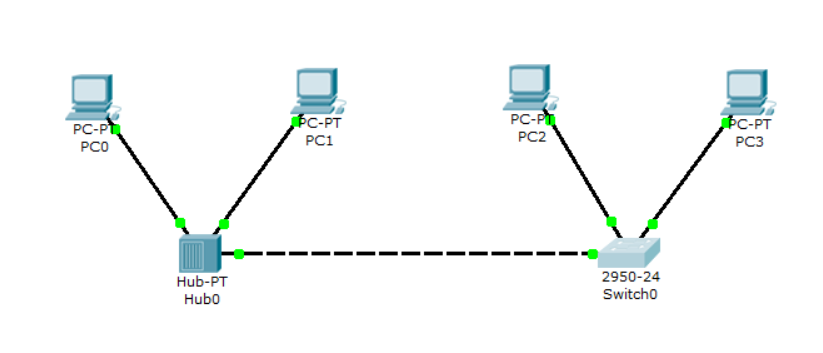 PC-PT
PC0
PC-PT
PC1
PC-PT
PC2
PC-PT
PC3
Hub-PT
Hub0
2950-24
Switch0